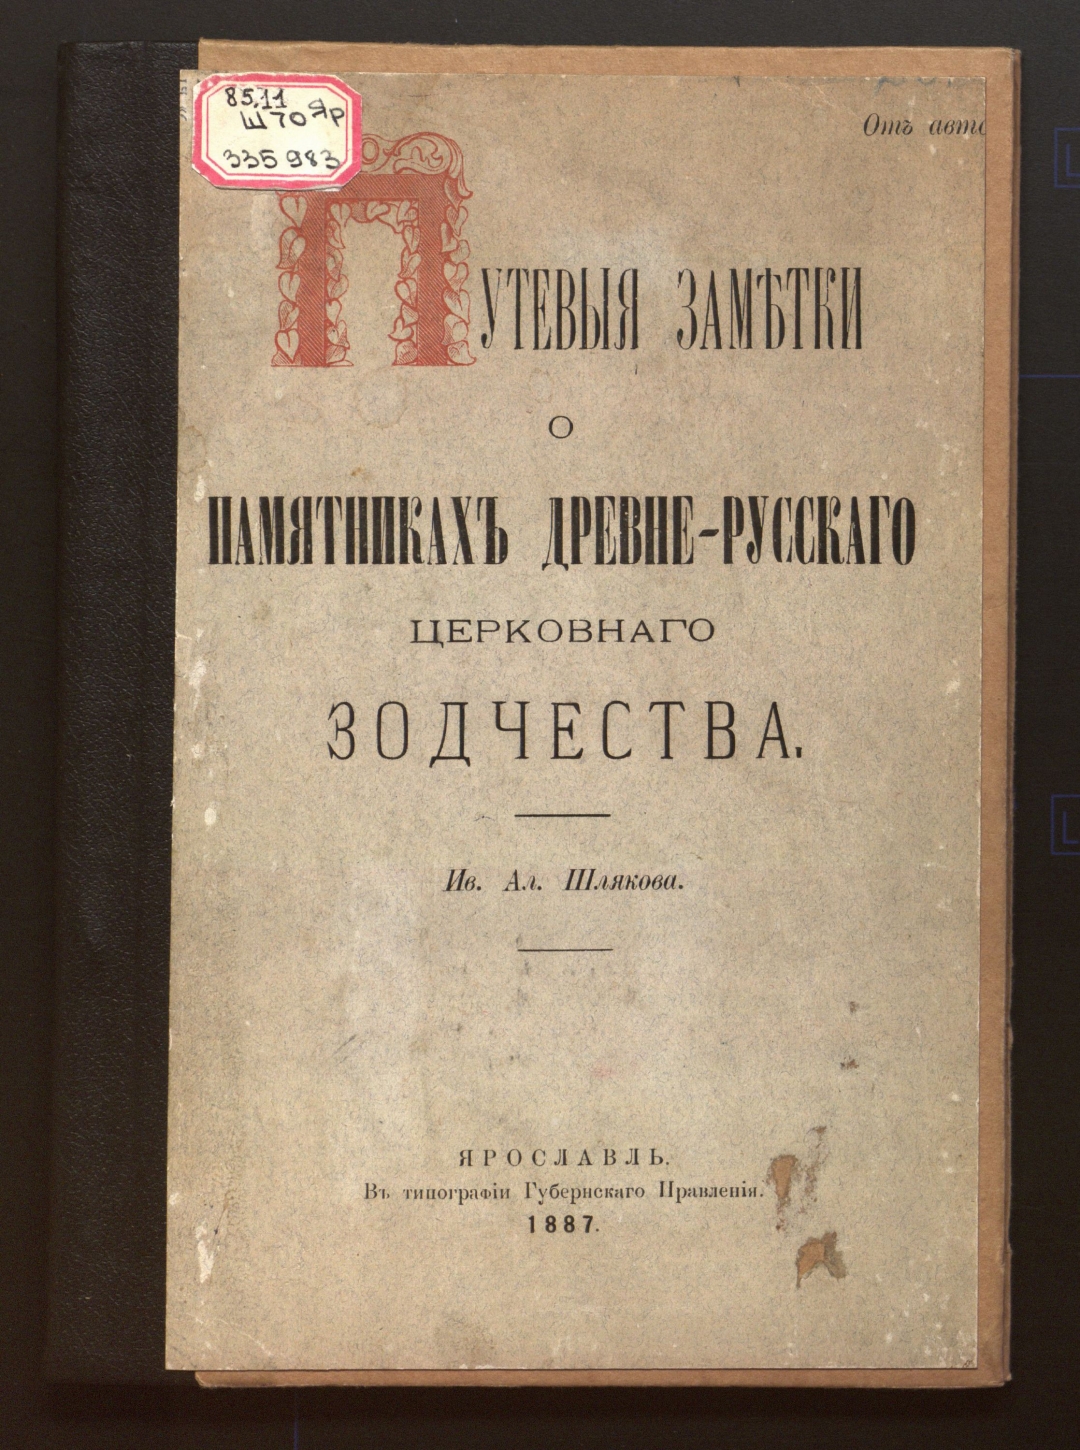 85.11
Ш70 Яр
335983
Отъ
ПУТЕВЫЯ ЗАМѢТКИ
О
ПАМЯТНИКАХЪ ДРЕВНЕ-РУССКАГО
ЦЕРКОВНАГО
ЗОДЧЕСТВА.
Ив. Ал. Шлякова.
ЯРОСЛАВЛЬ.
Въ типографіи Губернскаго Правленія.
1887.